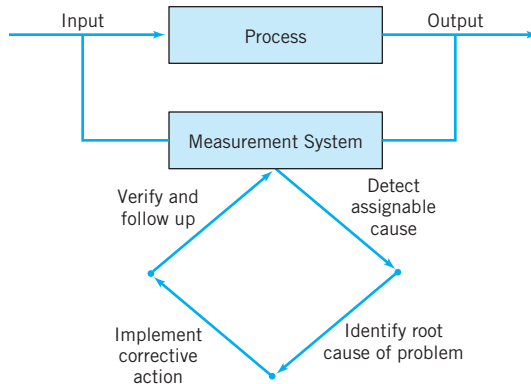 Input
Output
Process
Measurement System
Verify and
follow up
Detect
assignable
cause
Implement
corrective
action
Identify root
cause of problem